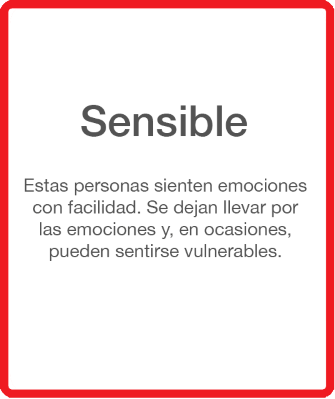 Sensible
Estas personas sienten emociones
con facilidad. Se dejan llevar por
las emociones y, en ocasiones,
pueden sentirse vulnerables.